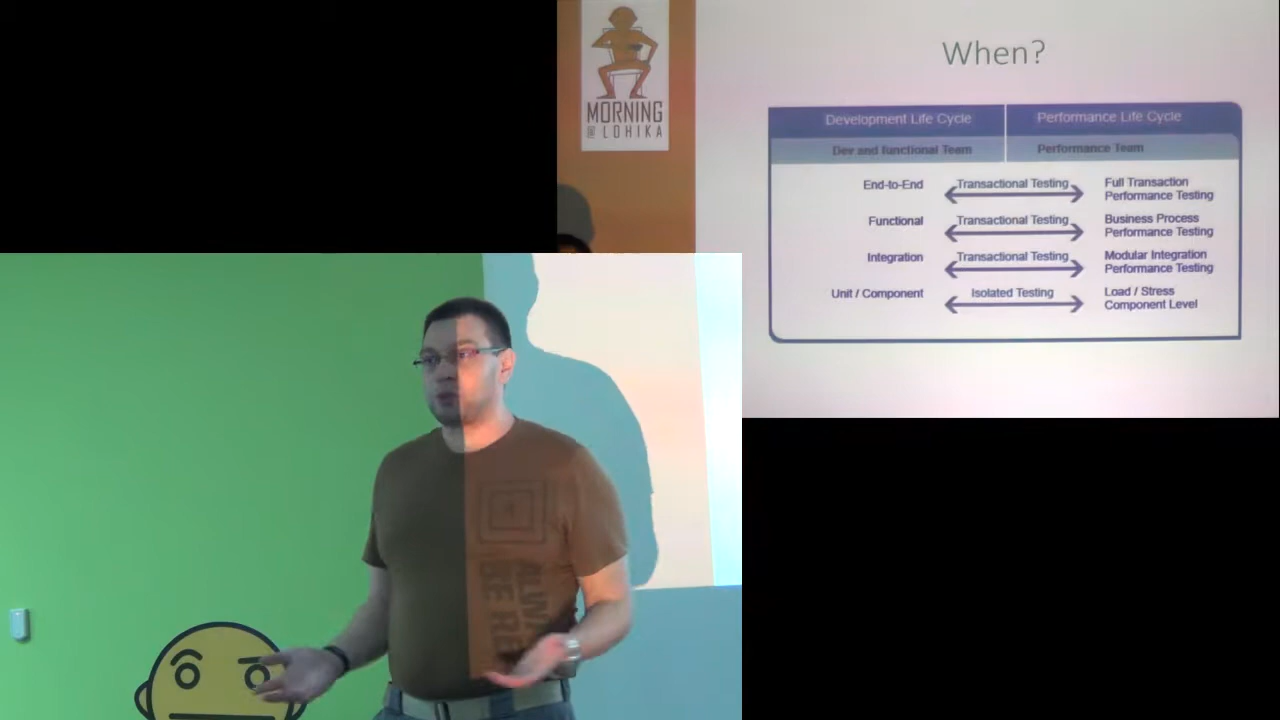 MORNING
@ LOHIKA
When?
Development Life Cycle
Performance Life Cycle
Dev and functional Team
Performance Team
End-to-End
Transactional Testing
Full Transaction
Performance Testing
Functional
Transactional Testing
Business Process
Performance Testing
Integration
Transactional Testing
Modular Integration
Performance Testing
Unit / Component
Isolated Testing
Load / Stress
Component Level